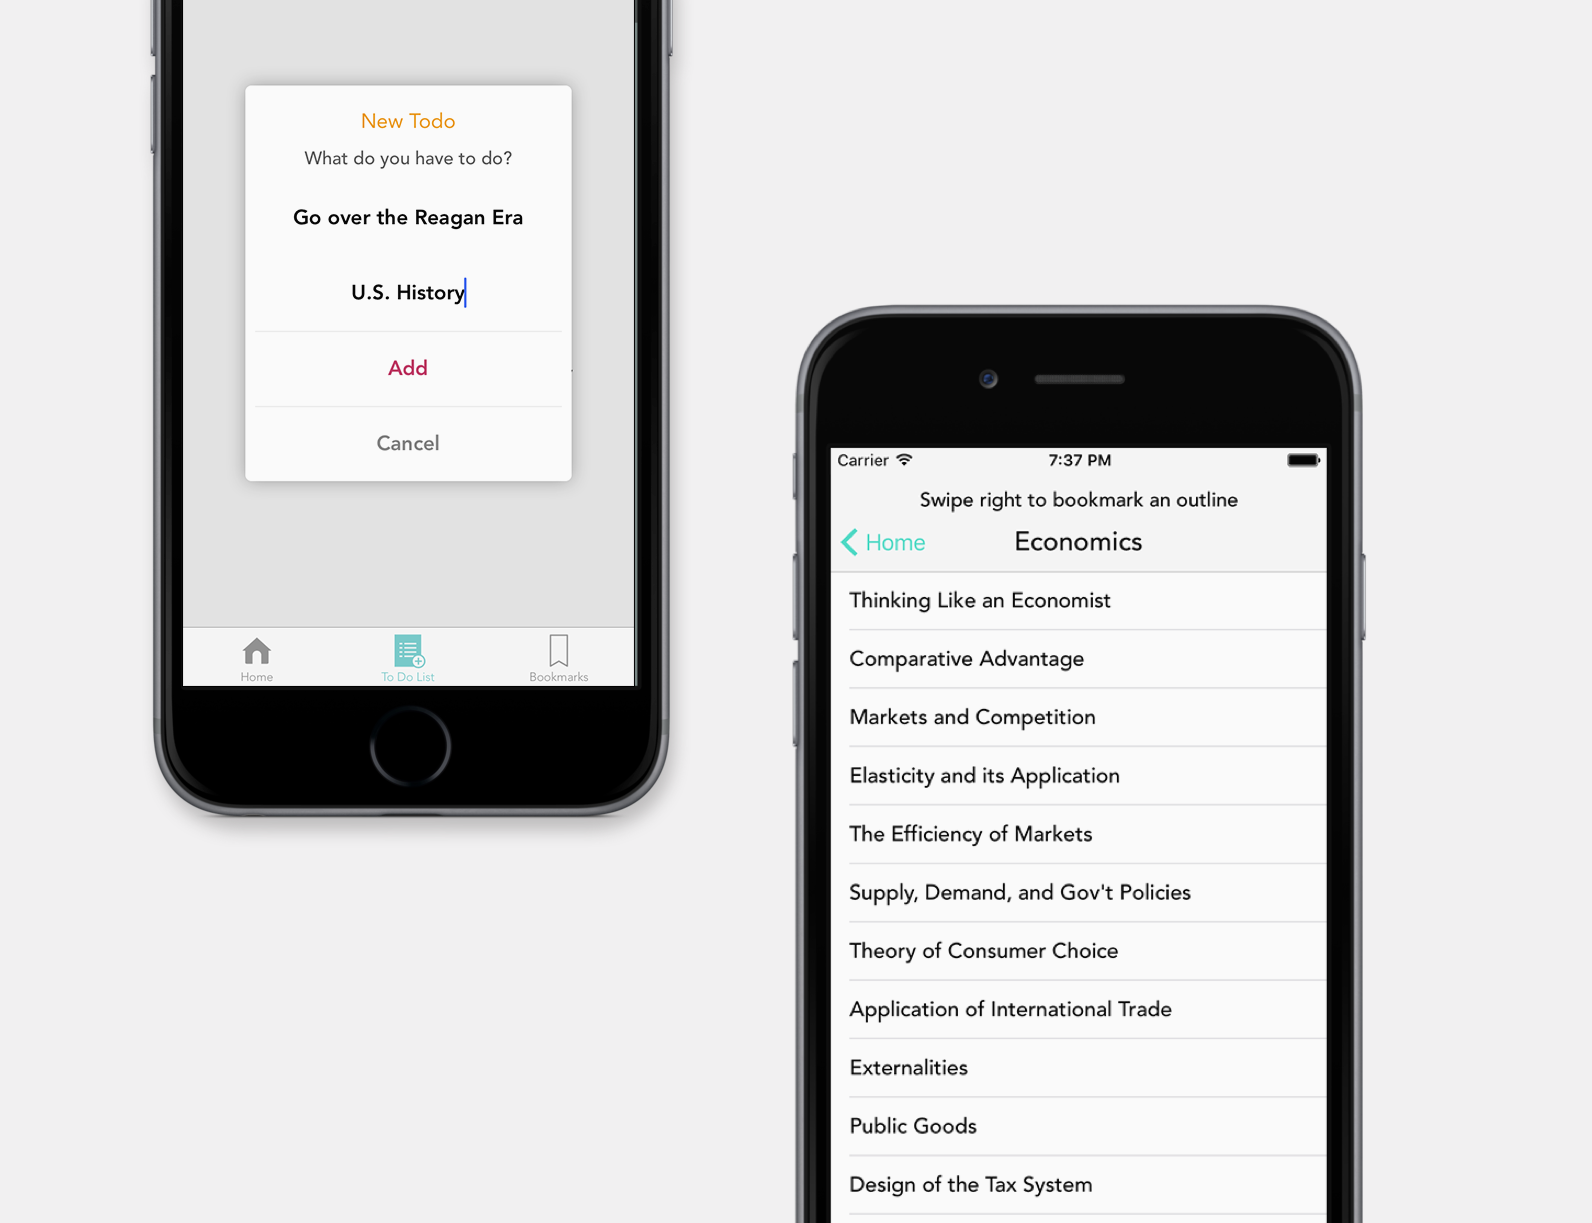 New Todo
What do you have to do?
Go over the Reagan Era
U.S. History
Add
Cancel
Home
To Do List
Bookmarks
Carrier
7:37 PM
Swipe right to bookmark an outline
Home
Economics
Thinking Like an Economist
Comparative Advantage
Markets and Competition
Elasticity and its Application
The Efficiency of Markets
Supply, Demand, and Gov't Policies
Theory of Consumer Choice
Application of International Trade
Externalities
Public Goods
Design of the Tax System